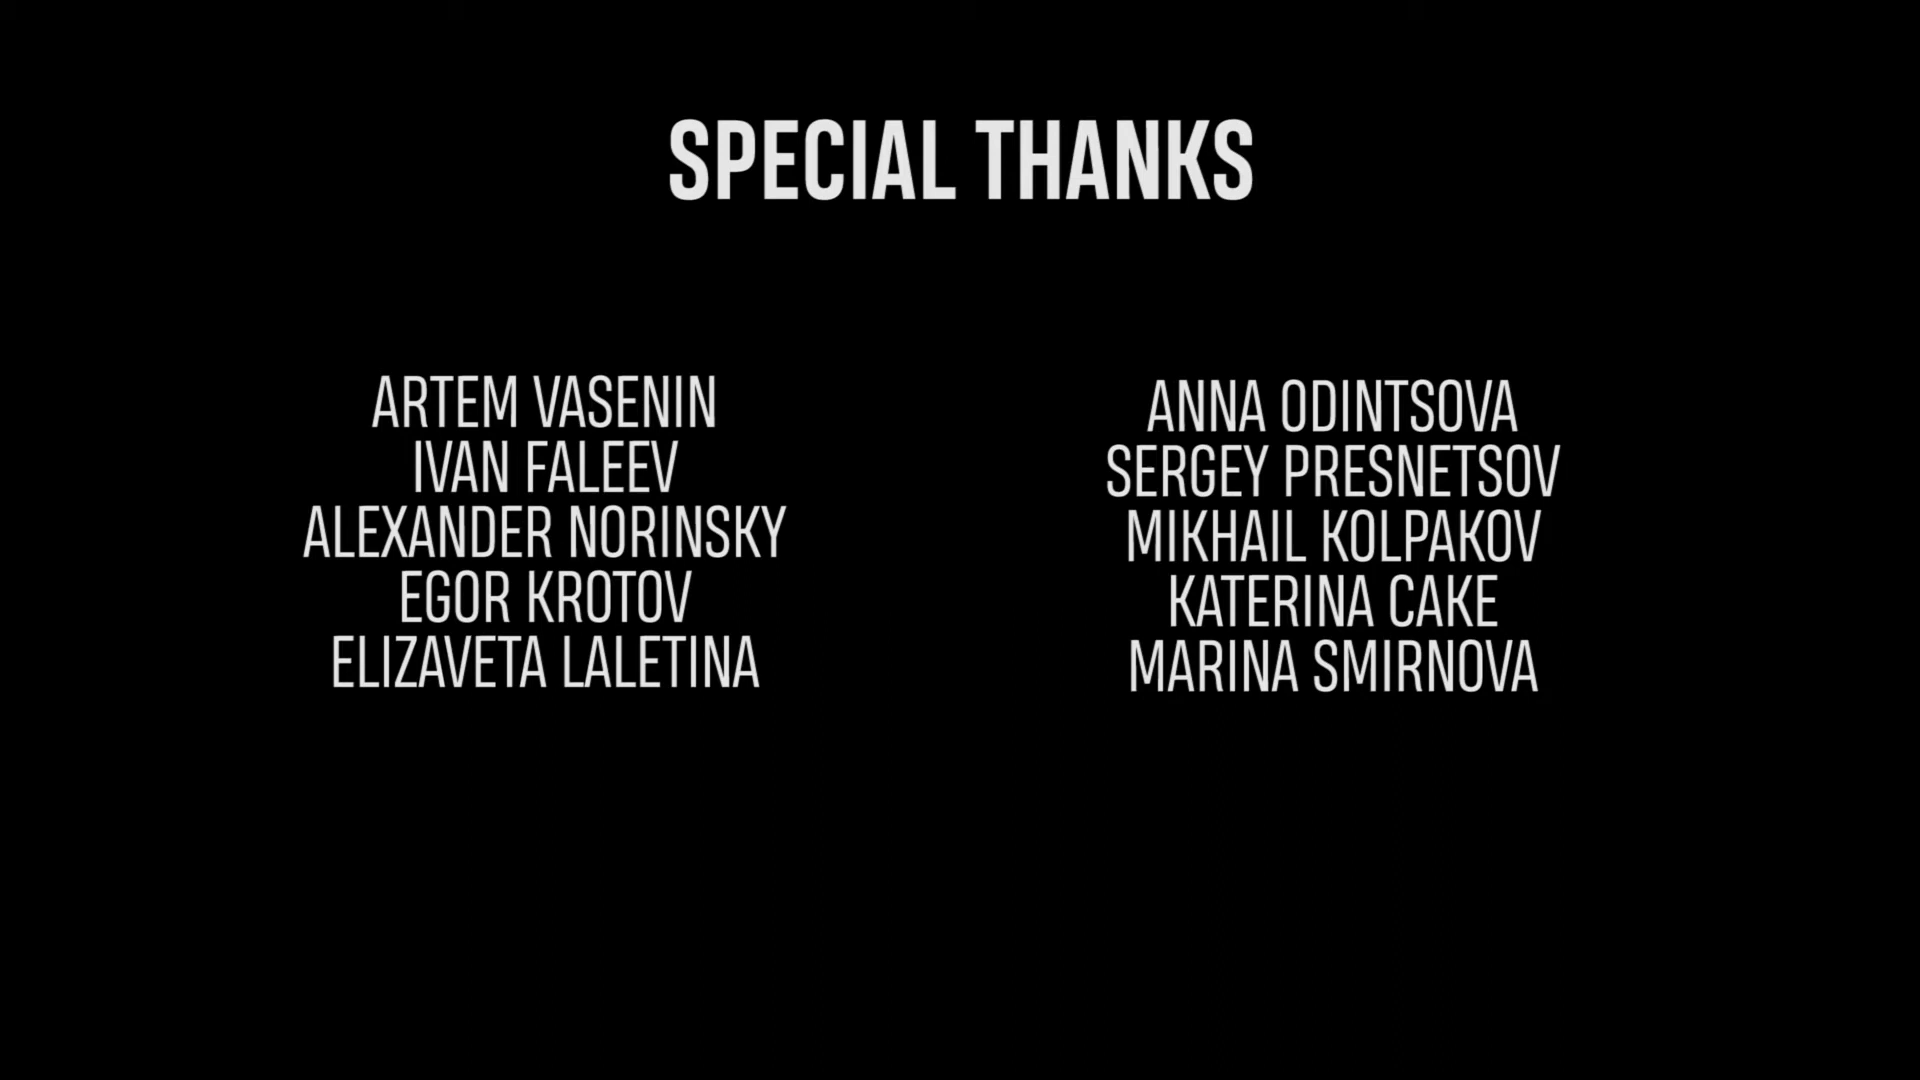 SPECIAL THANKS
ARTEM VASENIN
IVAN FALEEV
ALEXANDER NORINSKY
EGOR KROTOV
ELIZAVETA LALETINA
ANNA ODINTSOVA
SERGEY PRESNETSOV
MIKHAIL KOLPAKOV
KATERINA CAKE
MARINA SMIRNOVA